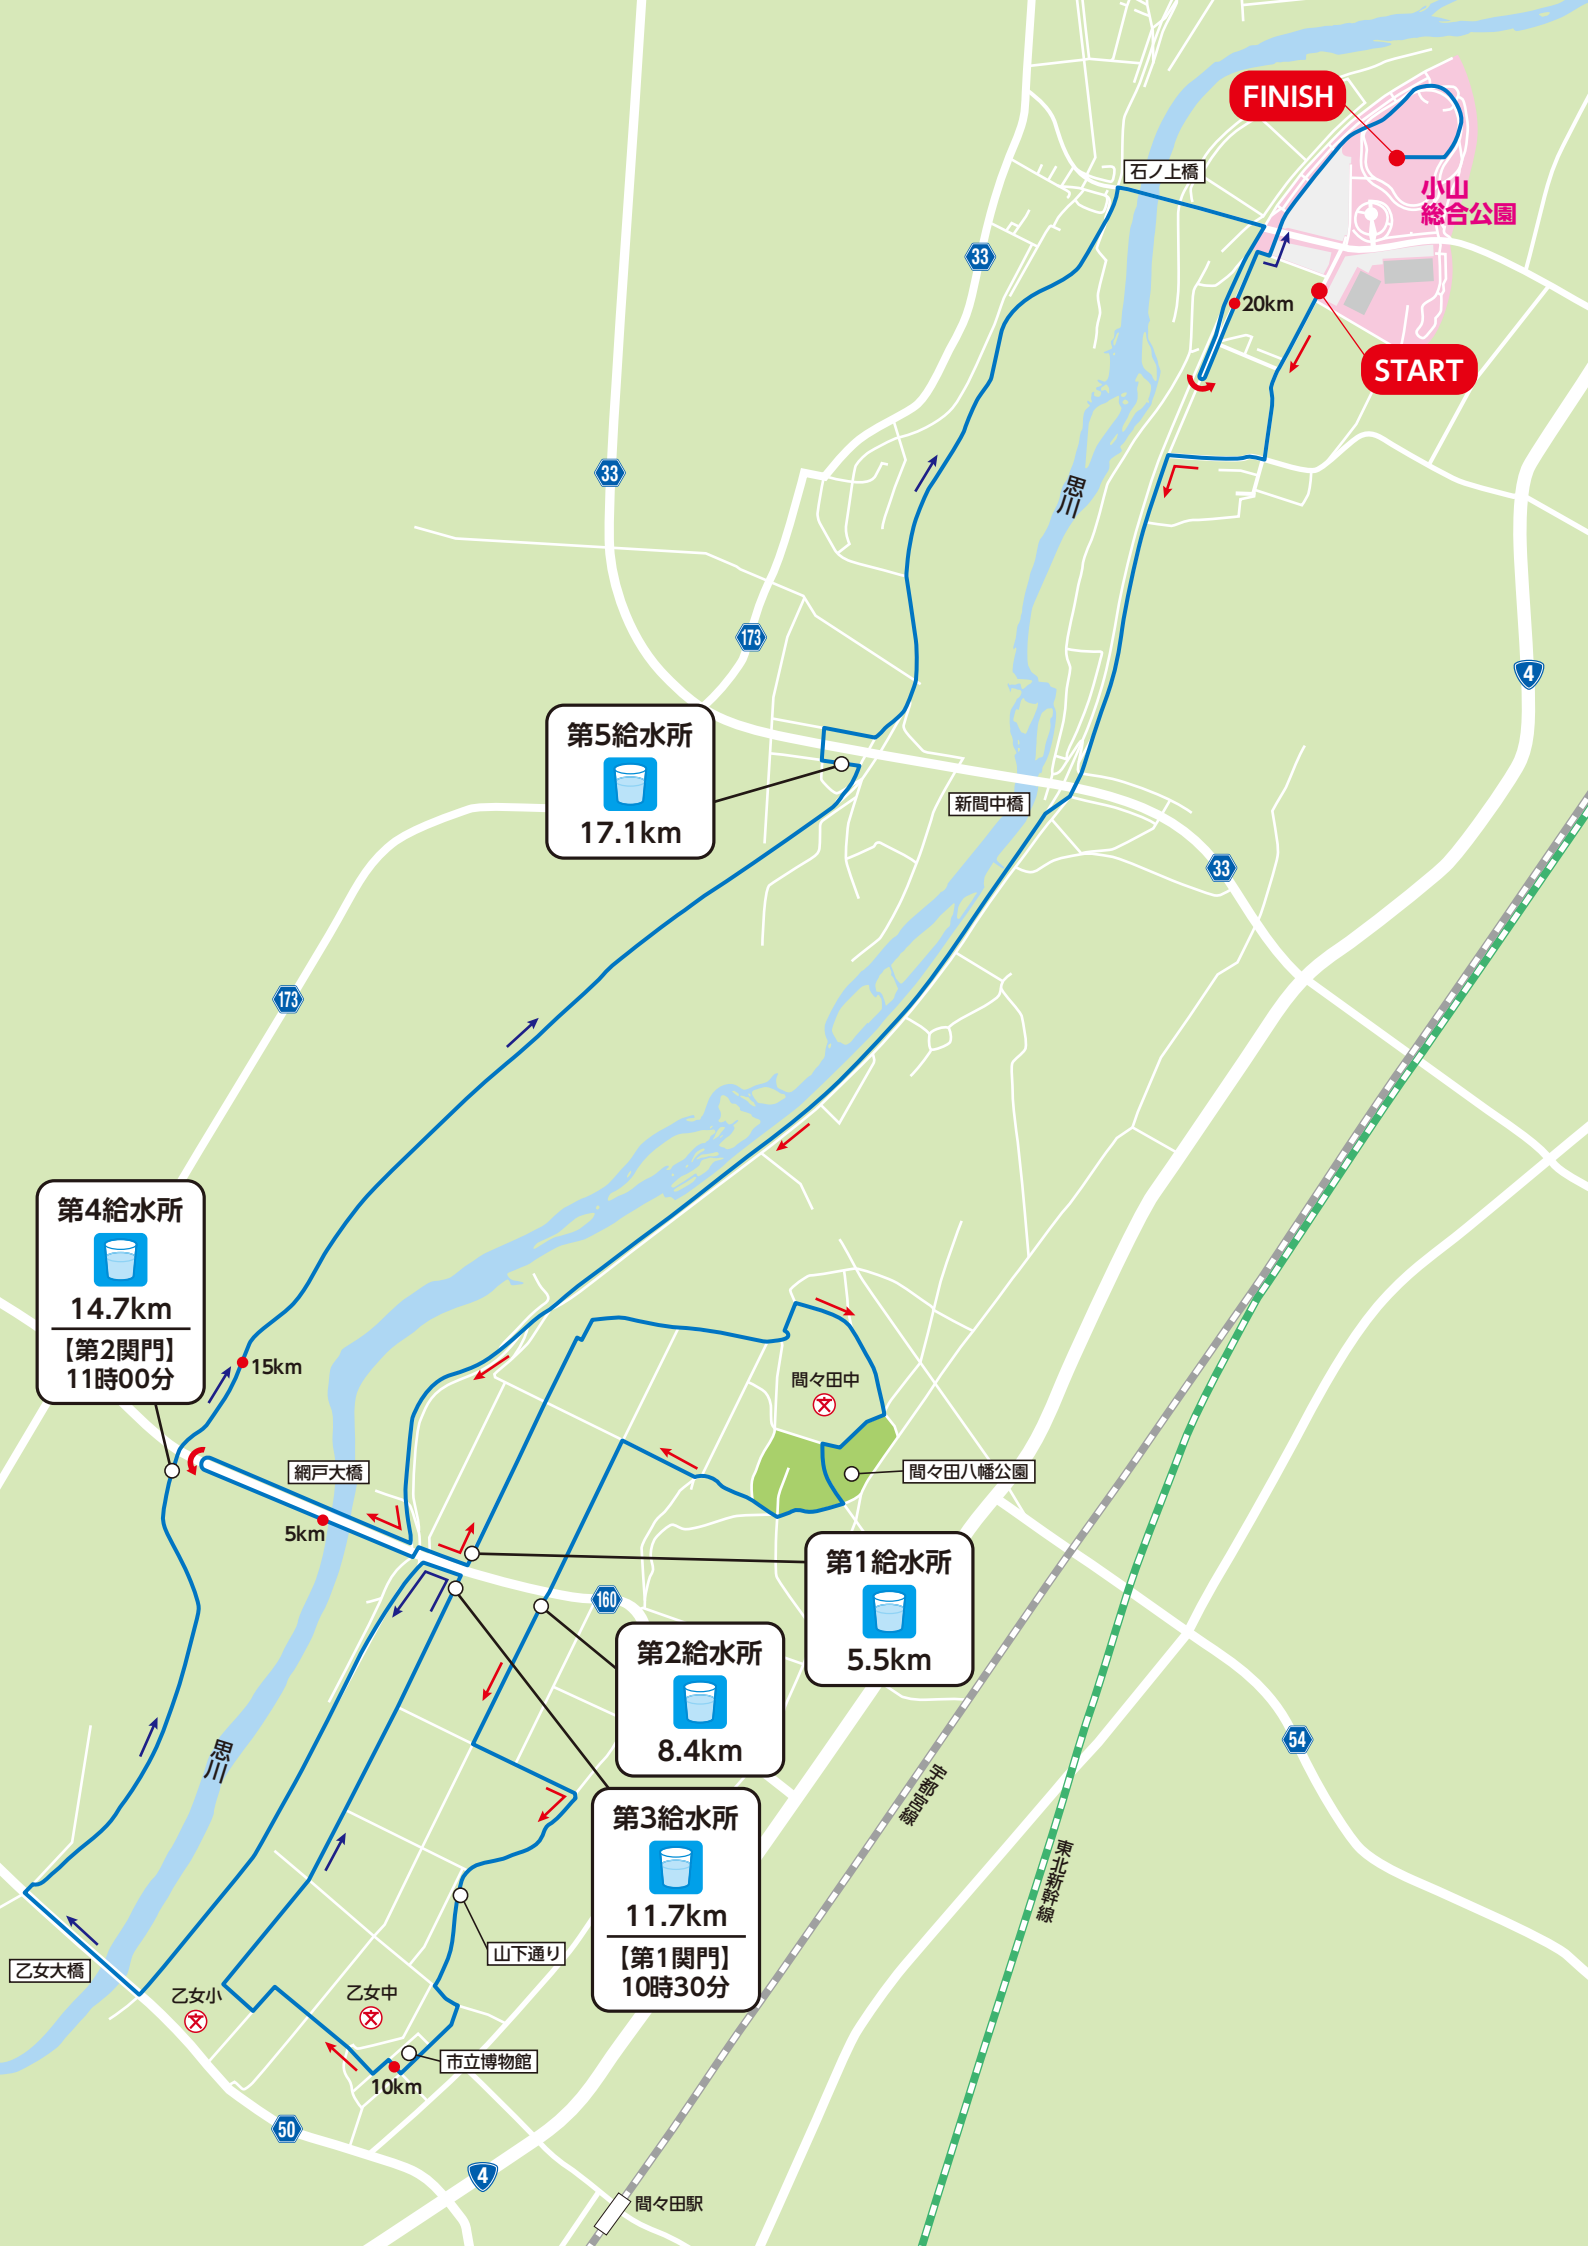 FINISH
石ノ上橋
小山
総合公園
33
20km
START
33
思川
173
4
第5給水所
17.1km
新間中橋
33
173
第4給水所
14.7km
【第2関門】
11時00分
15km
間々田中
文
網戸大橋
間々田八幡公園
5km
第1給水所
5.5km
160
第2給水所
8.4km
思川
54
宇都宮線
第3給水所
11.7km
【第1関門】
10時30分
東北新幹線
山下通り
乙女大橋
乙女小
文
乙女中
文
市立博物館
10km
50
4
間々田駅